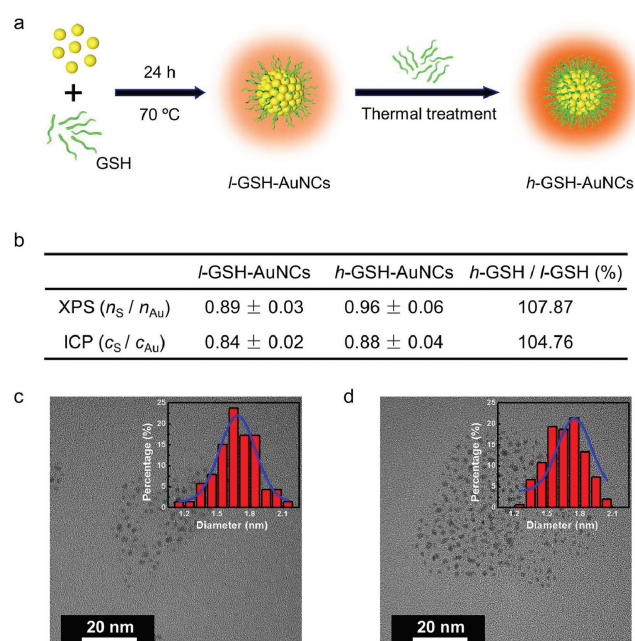 a
24 h
70 ºC
GSH
l-GSH-AuNCs
Thermal treatment
h-GSH-AuNCs
b
l-GSH-AuNCs h-GSH-AuNCs h-GSH / l-GSH (%)
XPS (nS / nAu) 0.89 ± 0.03 0.96 ± 0.06 107.87
ICP (cS / cAu) 0.84 ± 0.02 0.88 ± 0.04 104.76
c
Percentage (%)
25
20
15
10
5
0
1.2 1.5 1.8 2.1
Diameter (nm)
20 nm
d
Percentage (%)
25
20
15
10
5
0
1.2 1.5 1.8 2.1
Diameter (nm)
20 nm